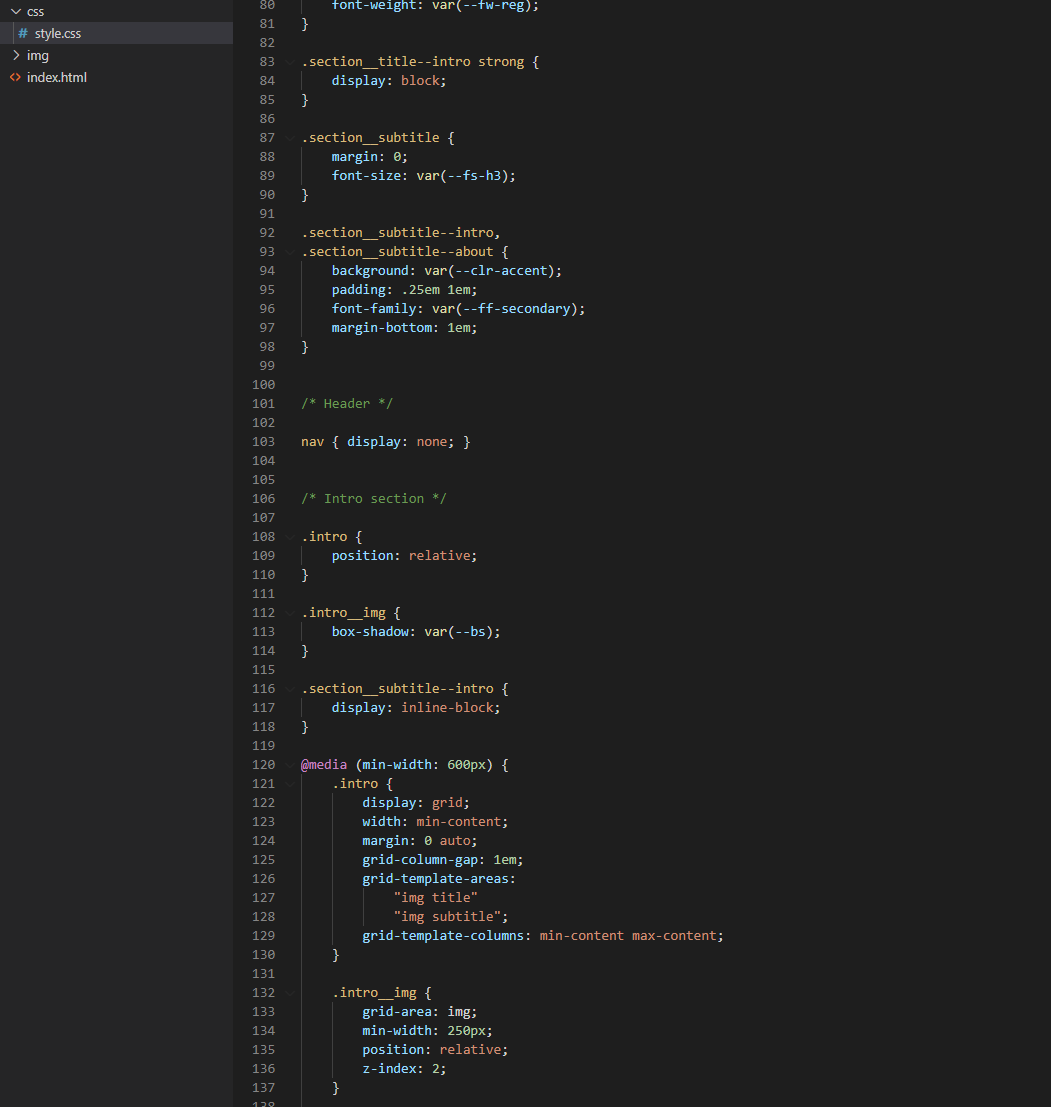 css
# style.css
img
index.html
80 font-weight: var(--fw-reg);
81 }
82
83 .section__title--intro strong {
84 display: block;
85 }
86
87 .section__subtitle {
88 margin: 0;
89 font-size: var(--fs-h3);
90 }
91
92 .section__subtitle--intro,
93 .section__subtitle--about {
94 background: var(--clr-accent);
95 padding: .25em 1em;
96 font-family: var(--ff-secondary);
97 margin-bottom: 1em;
98 }
99
100
101 /* Header */
102
103 nav { display: none; }
104
105
106 /* Intro section */
107
108 .intro {
109 position: relative;
110 }
111
112 .intro__img {
113 box-shadow: var(--bs);
114 }
115
116 .section__subtitle--intro {
117 display: inline-block;
118 }
119
120 @media (min-width: 600px) {
121 .intro {
122 display: grid;
123 width: min-content;
124 margin: 0 auto;
125 grid-column-gap: 1em;
126 grid-template-areas:
127 "img title"
128 "img subtitle";
129 grid-template-columns: min-content max-content;
130 }
131
132 .intro__img {
133 grid-area: img;
134 min-width: 250px;
135 position: relative;
136 z-index: 2;
137 }
138